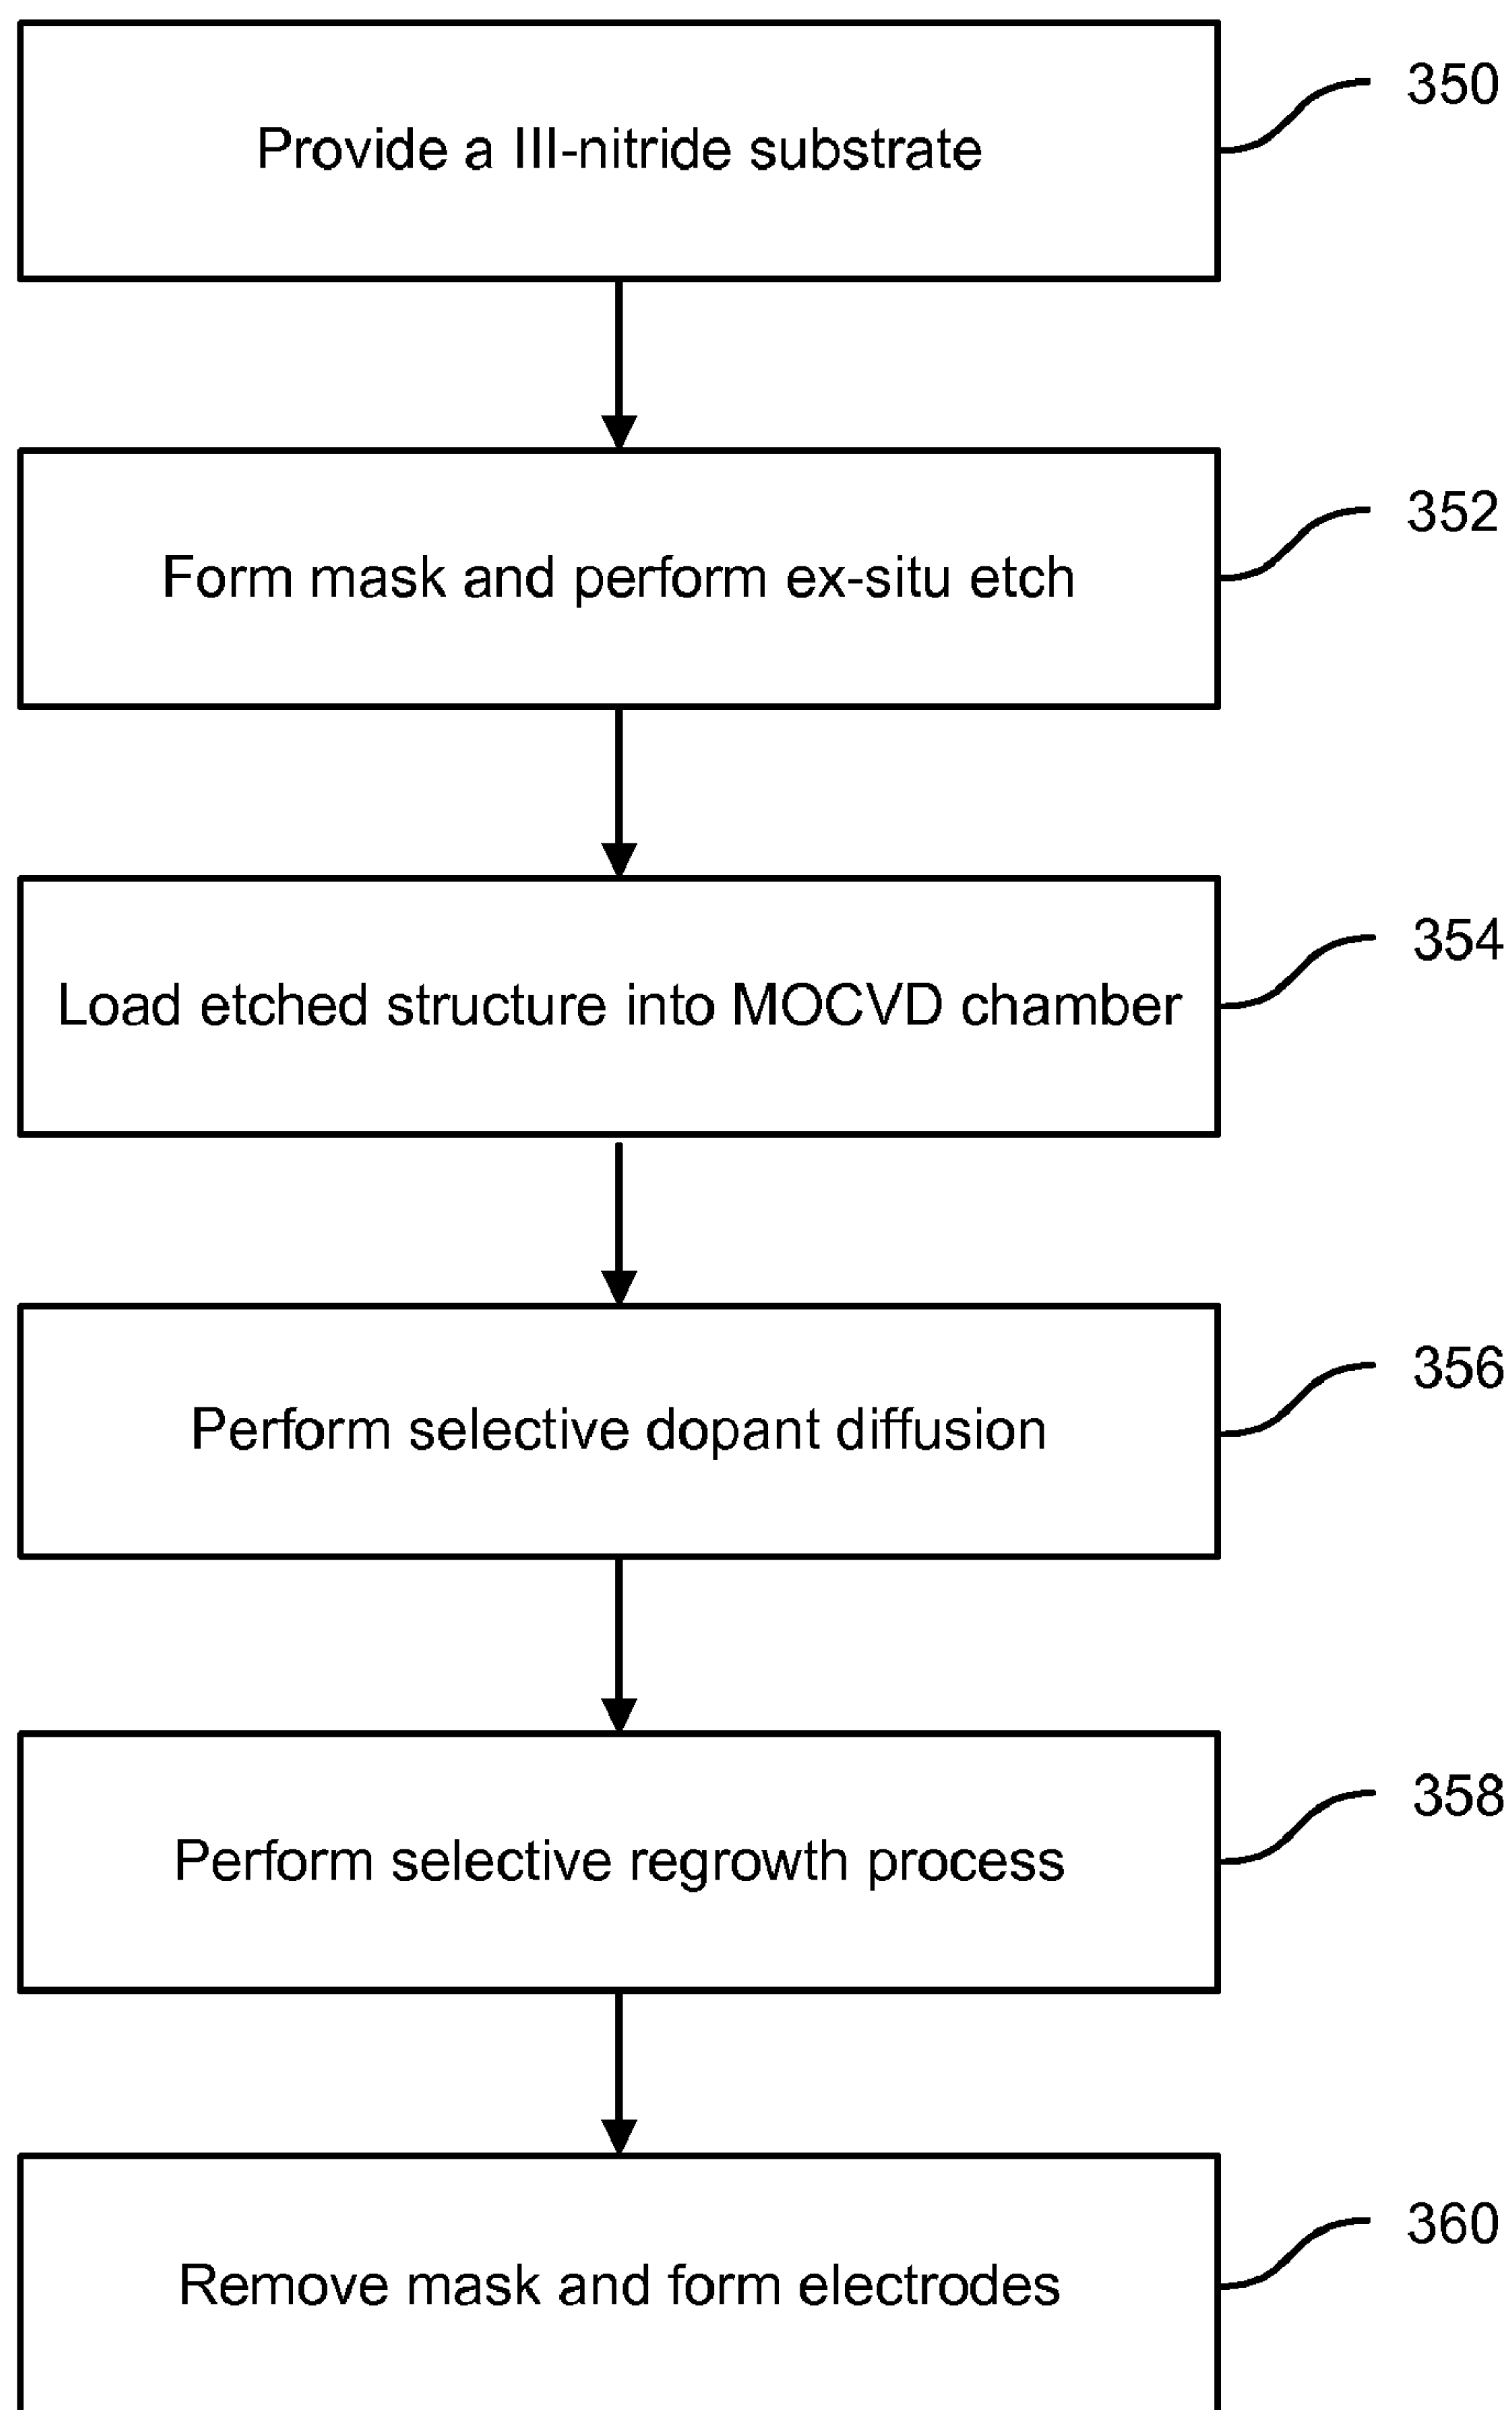 Provide a III-nitride substrate
350
Form mask and perform ex-situ etch
352
Load etched structure into MOCVD chamber
354
Perform selective dopant diffusion
356
Perform selective regrowth process
358
Remove mask and form electrodes
360